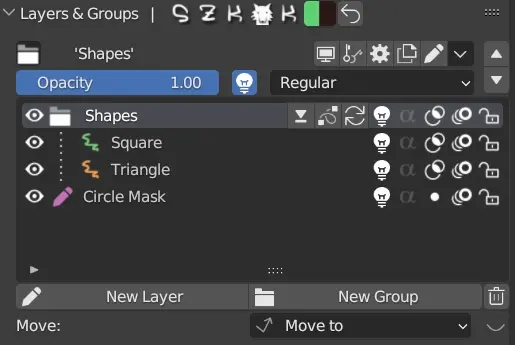 Layers & Groups |
'Shapes'
Opacity 1.00 Regular
Shapes α
Square α
Triangle α
Circle Mask α
New Layer New Group
Move: Move to